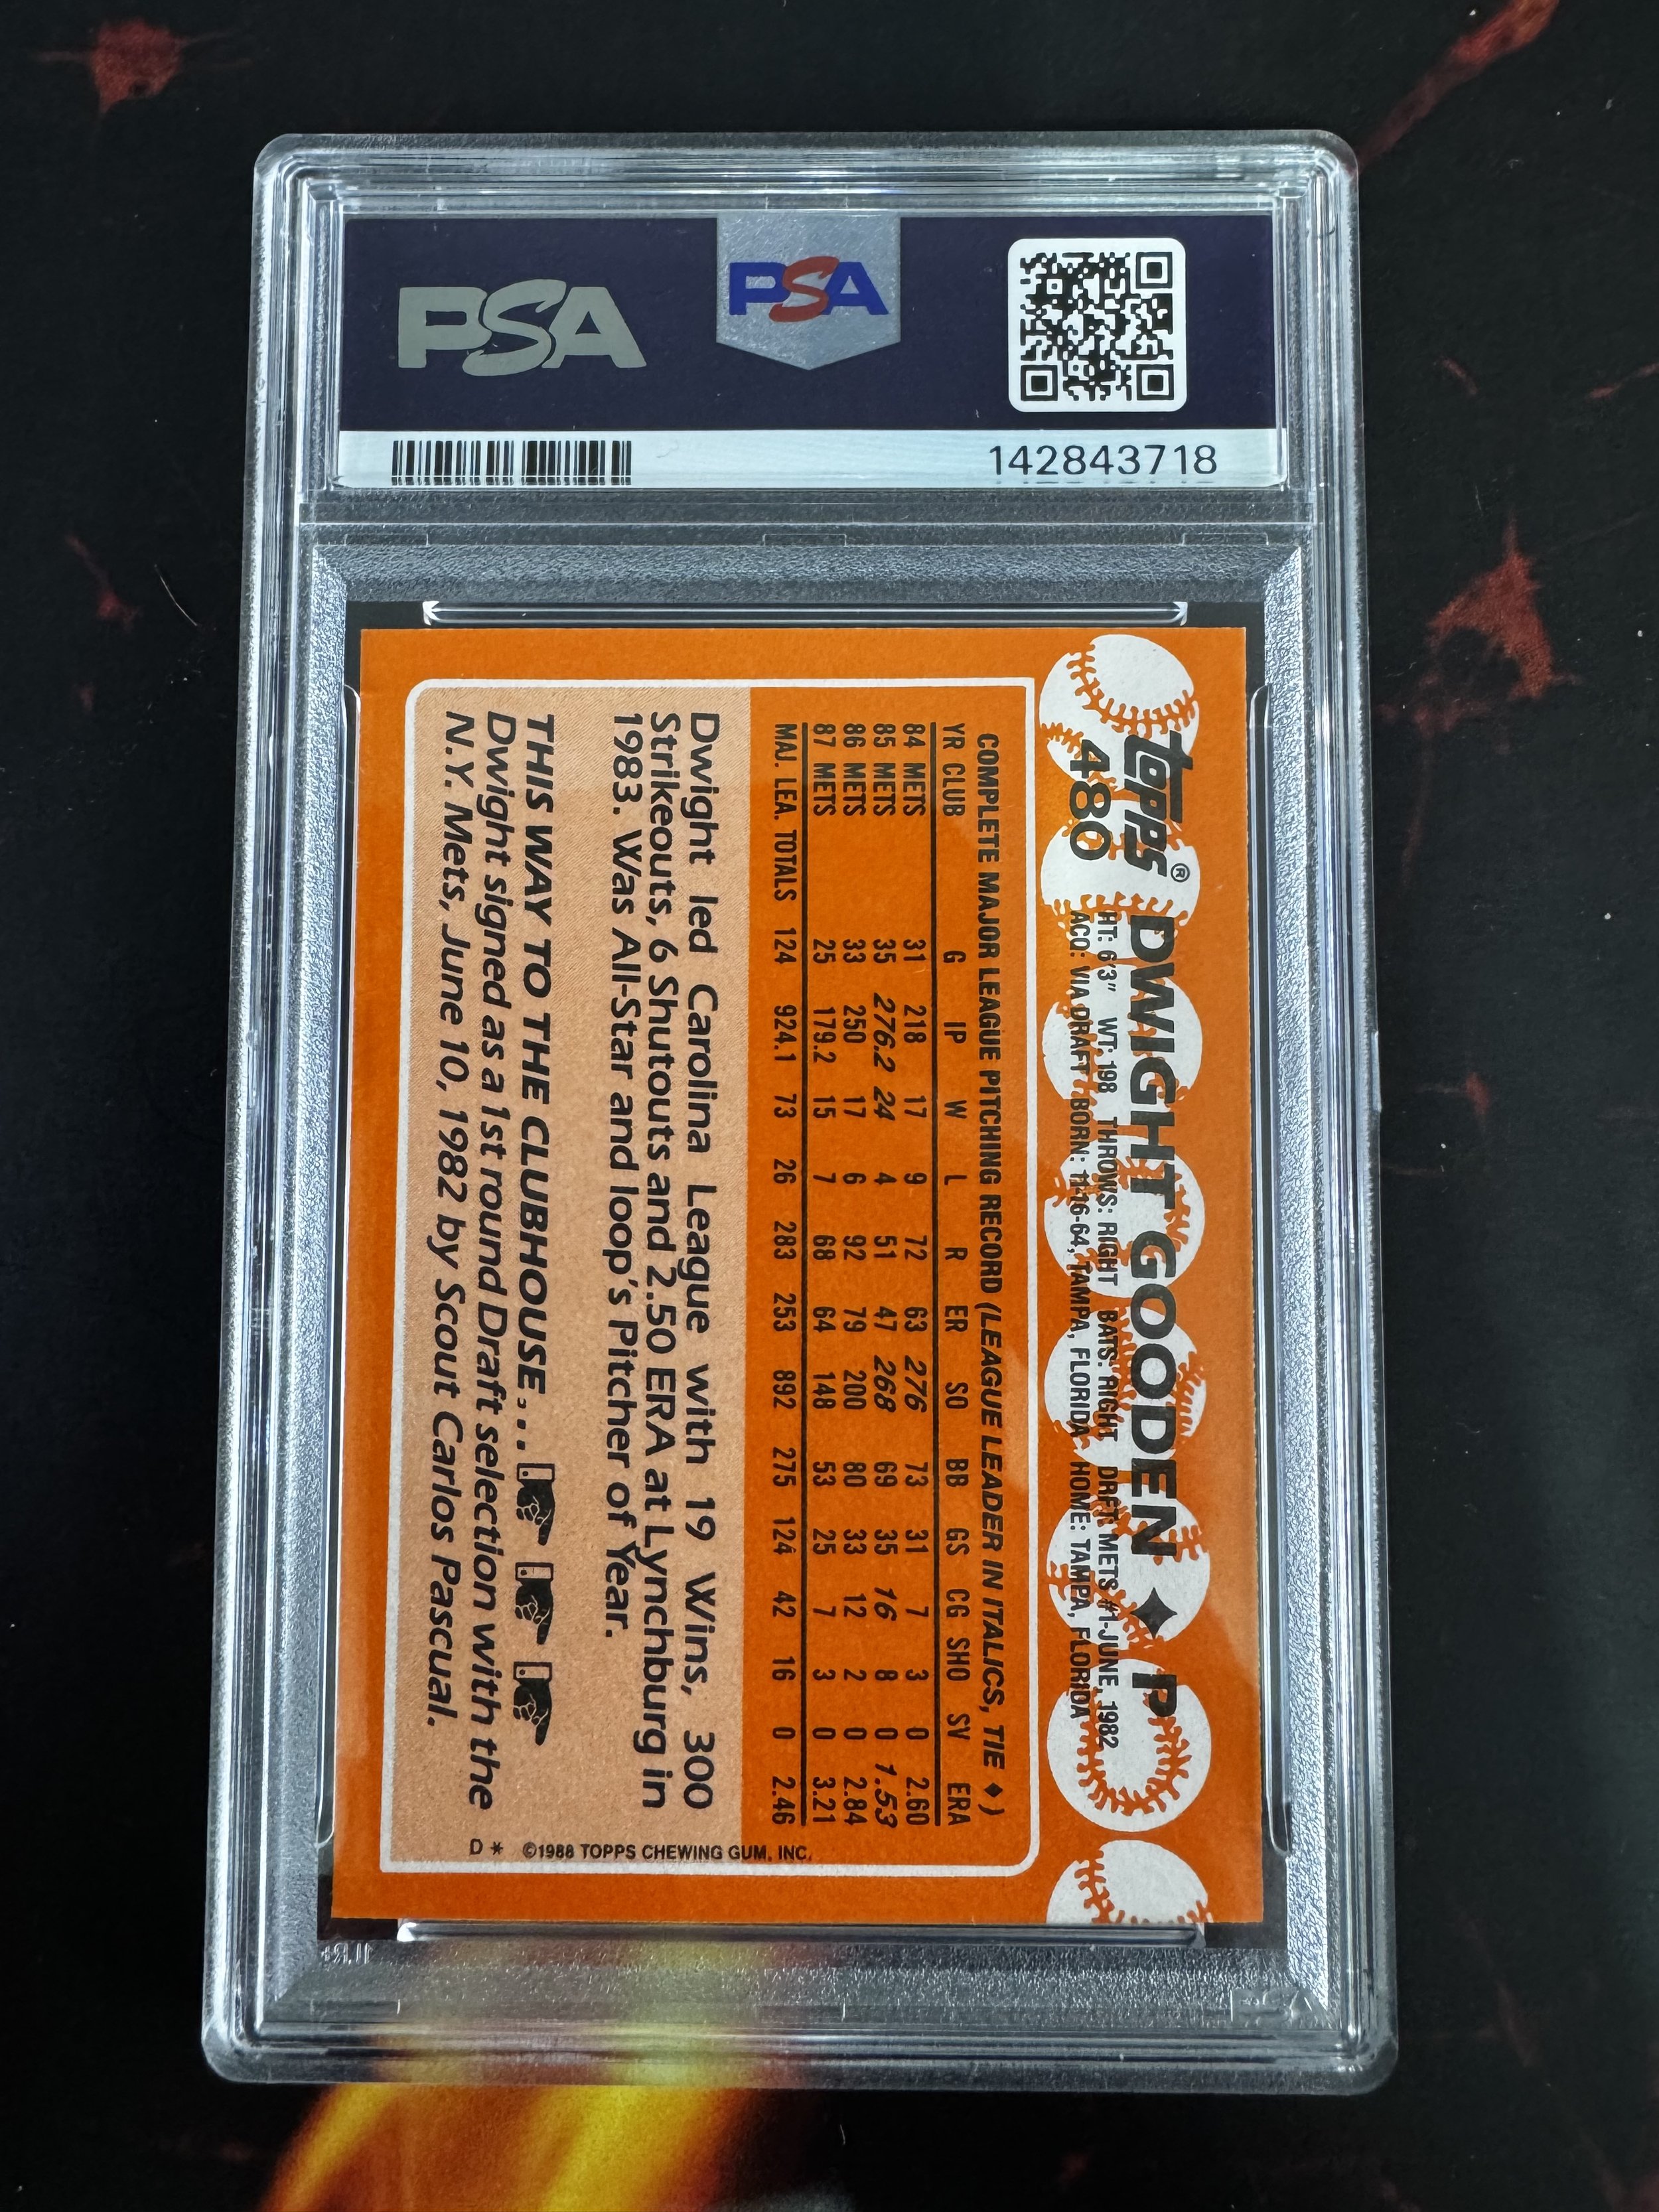 PSA
PSA
142843718
topps®
480
DWIGHT GOODEN ♦ P
HT: 6'3" WT: 198 THROWS: RIGHT BATS: RIGHT DRFT: METS #1-JUNE, 1982
ACQ: VIA DRAFT BORN: 11-16-64, TAMPA, FLORIDA HOME: TAMPA, FLORIDA
COMPLETE MAJOR LEAGUE PITCHING RECORD (LEAGUE LEADER IN ITALICS, TIE ♦)
YR CLUB G IP W L R ER SO BB GS CG SHO SV ERA
84 METS 31 218 17 9 72 63 276 73 31 7 3 0 2.60
85 METS 35 276.2 24 4 51 47 268 69 35 16 8 0 1.53
86 METS 33 250 17 6 92 79 200 80 33 12 2 0 2.84
87 METS 25 179.2 15 7 68 64 148 53 25 7 3 0 3.21
MAJ. LEA. TOTALS 124 924.1 73 26 283 253 892 275 124 42 16 0 2.46
Dwight led Carolina League with 19 Wins, 300
Strikeouts, 6 Shutouts and 2.50 ERA at Lynchburg in
1983. Was All-Star and loop's Pitcher of Year.
THIS WAY TO THE CLUBHOUSE . . .
Dwight signed as a 1st round Draft selection with the
N.Y. Mets, June 10, 1982 by Scout Carlos Pascual.
D * ©1988 TOPPS CHEWING GUM, INC.